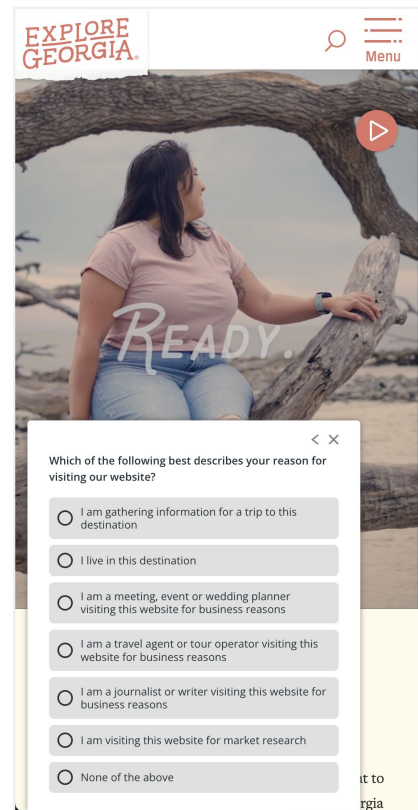 EXPLORE
GEORGIA®
Menu
READY.
Which of the following best describes your reason for
visiting our website?
I am gathering information for a trip to this
destination
I live in this destination
I am a meeting, event or wedding planner
visiting this website for business reasons
I am a travel agent or tour operator visiting this
website for business reasons
I am a journalist or writer visiting this website for
business reasons
I am visiting this website for market research
None of the above
to